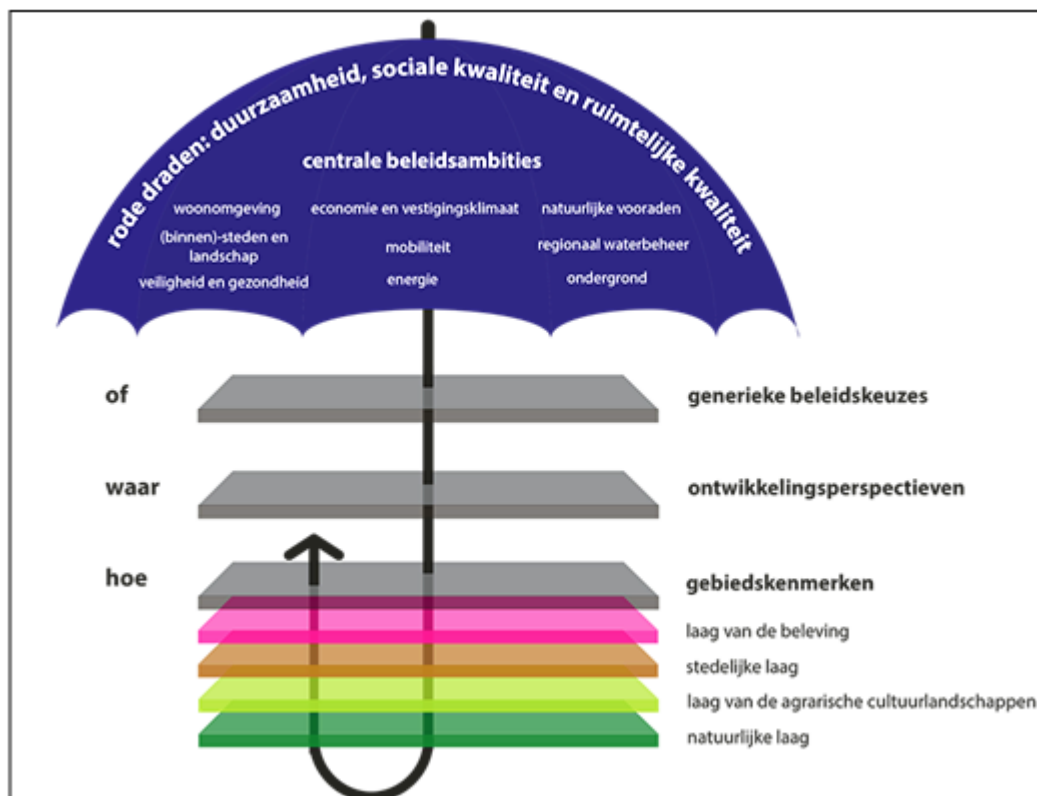 rode draden: duurzaamheid, sociale kwaliteit en ruimtelijke kwaliteit
centrale beleidsambities
woonomgeving
economie en vestigingsklimaat
natuurlijke vooraden
(binnen)-steden en
landschap
mobiliteit
regionaal waterbeheer
veiligheid en gezondheid
energie
ondergrond
of
generieke beleidskeuzes
waar
ontwikkelingsperspectieven
hoe
gebiedskenmerken
laag van de beleving
stedelijke laag
laag van de agrarische cultuurlandschappen
natuurlijke laag